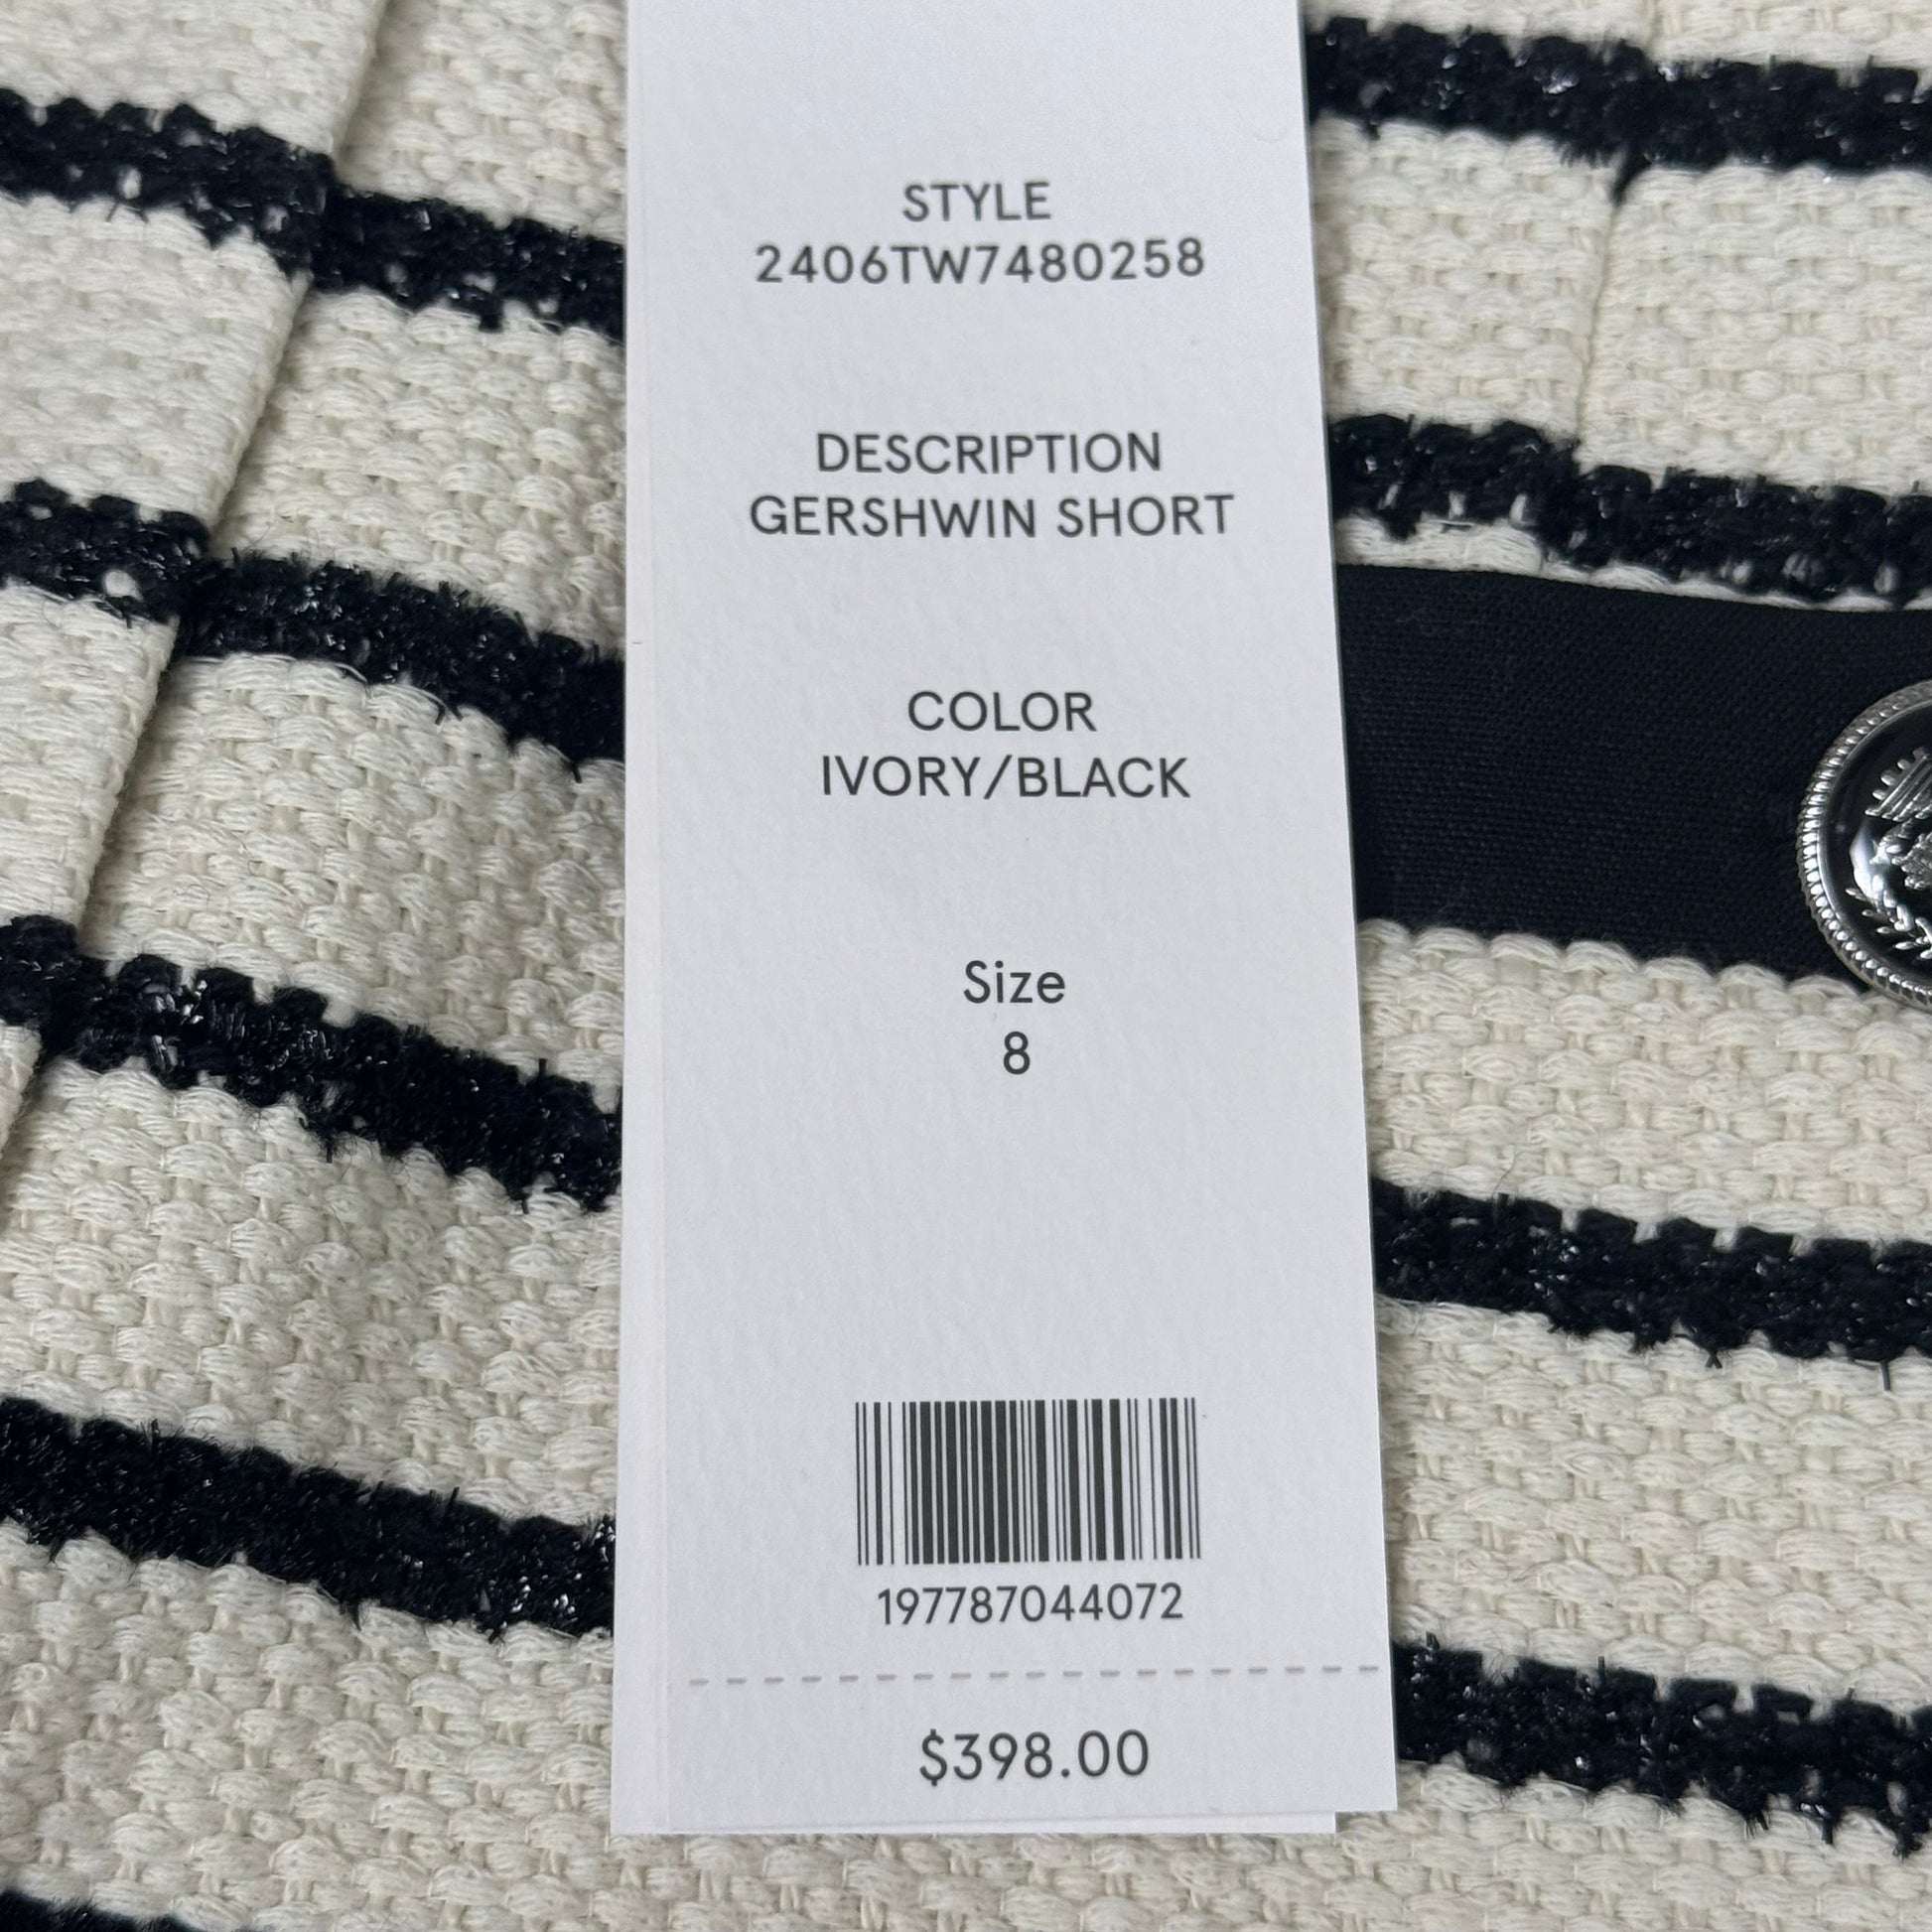 STYLE
2406TW7480258
DESCRIPTION
GERSHWIN SHORT
COLOR
IVORY/BLACK
Size
8
197787044072
$398.00